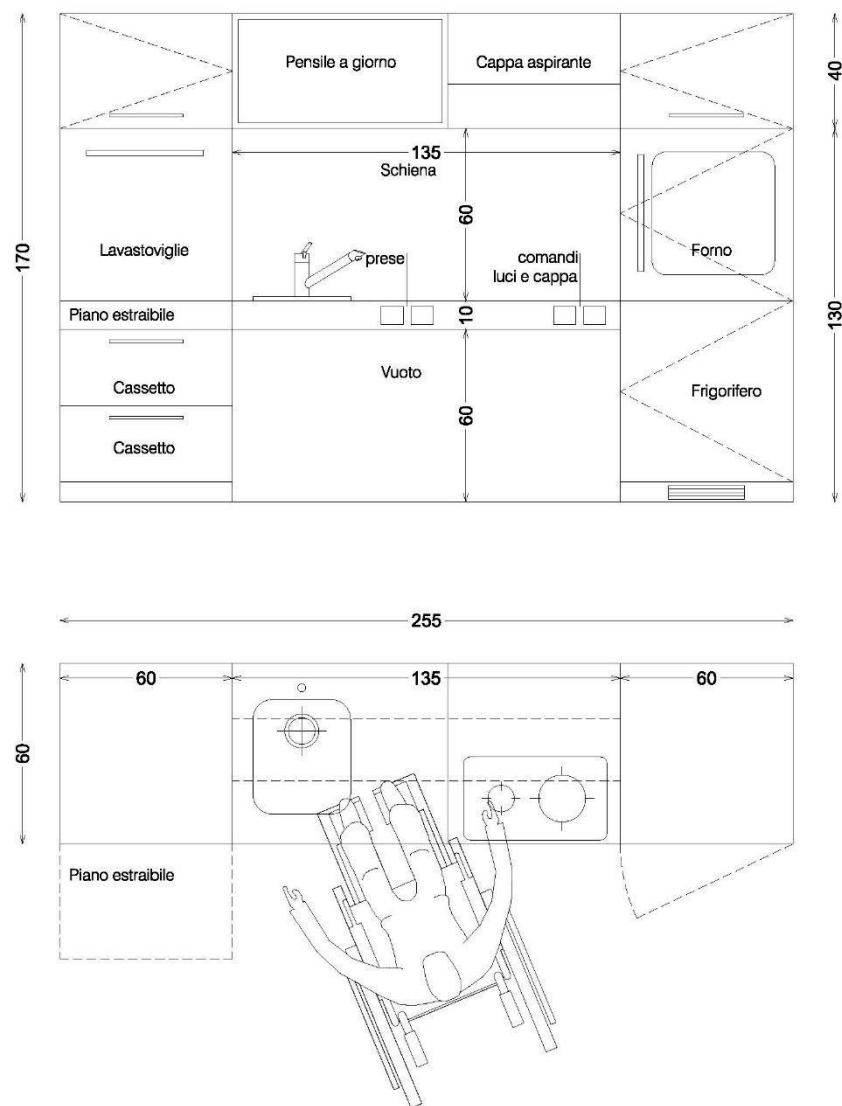 Pensile a giorno
Cappa aspirante
40
135
Schiena
60
170
Lavastoviglie
prese
comandi
luci e cappa
Forno
Piano estraibile
10
130
Cassetto
Vuoto
60
Frigorifero
Cassetto
255
60
135
60
60
Piano estraibile